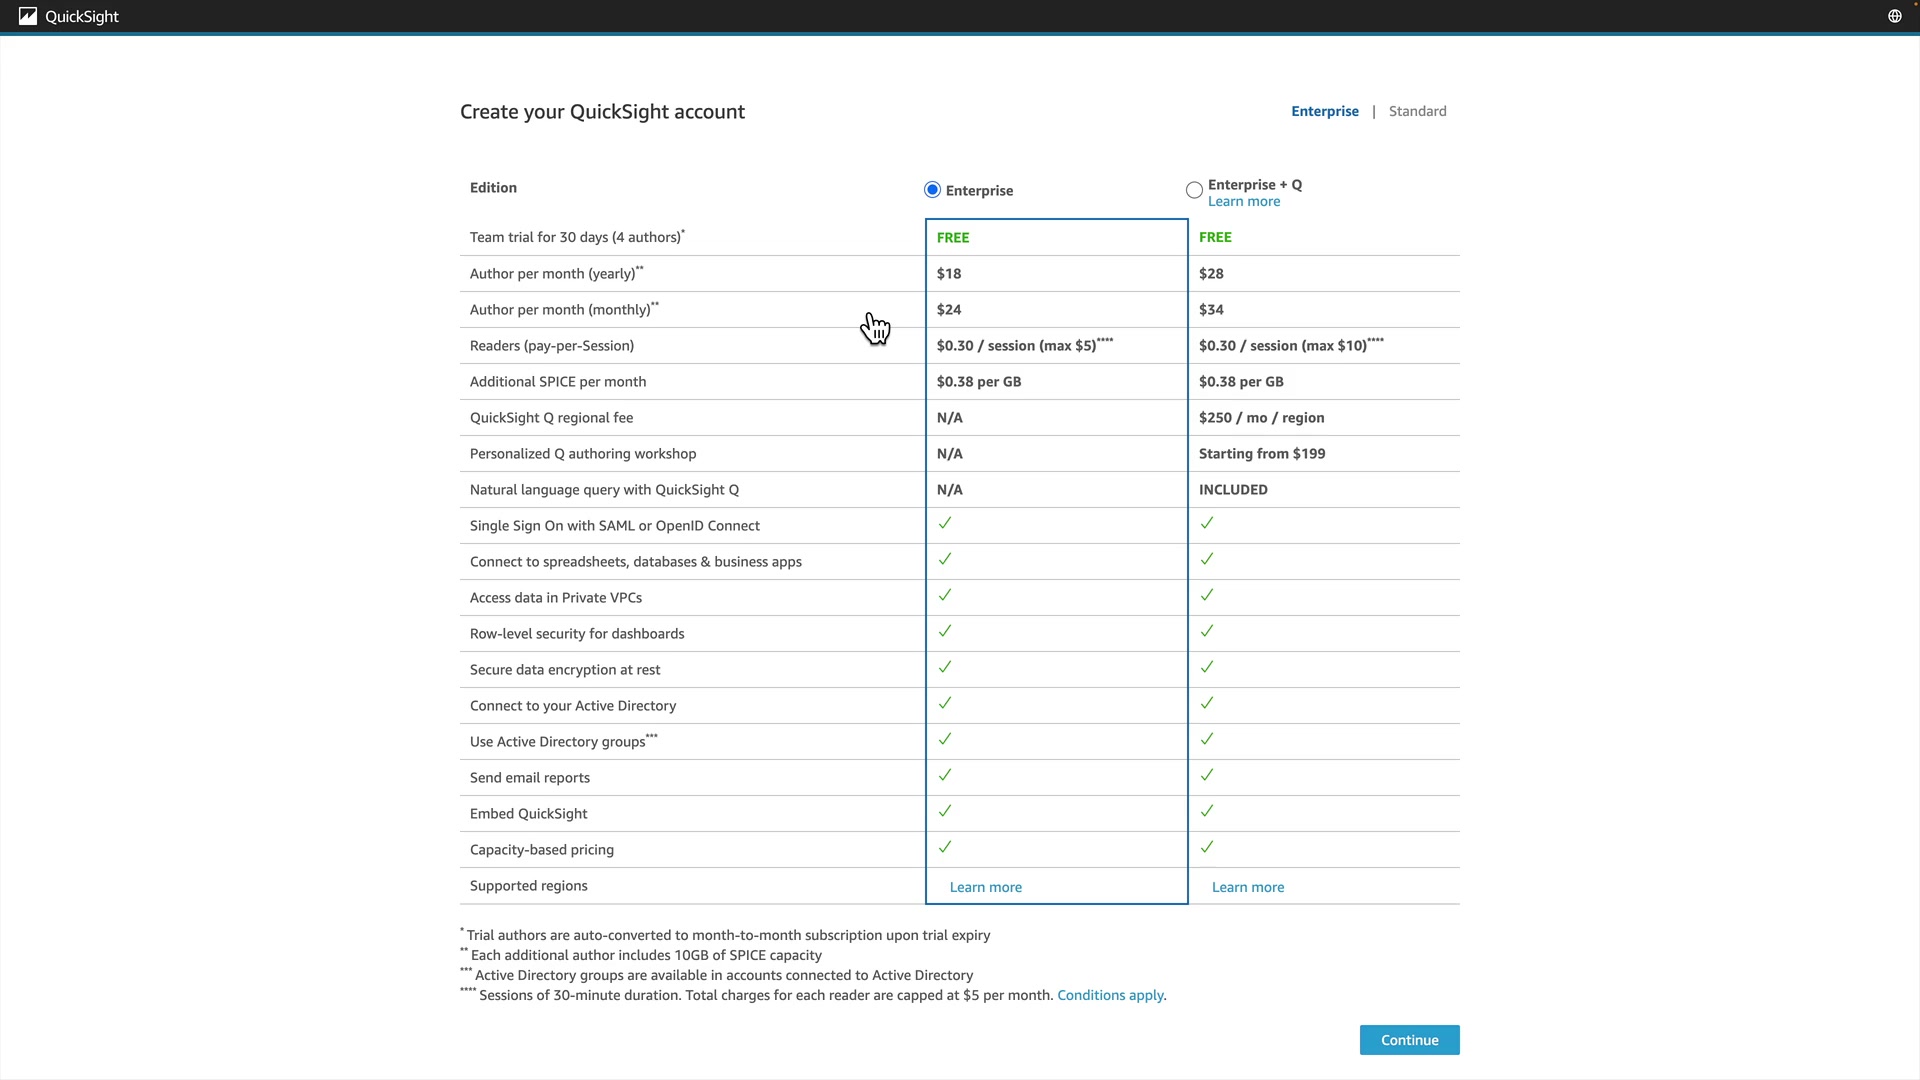 QuickSight
Create your QuickSight account
Enterprise | Standard
Edition
Enterprise
Enterprise + Q
Learn more
Team trial for 30 days (4 authors)* FREE FREE
Author per month (yearly)** $18 $28
Author per month (monthly)** $24 $34
Readers (pay-per-Session) $0.30 / session (max $5)**** $0.30 / session (max $10)****
Additional SPICE per month $0.38 per GB $0.38 per GB
QuickSight Q regional fee N/A $250 / mo / region
Personalized Q authoring workshop N/A Starting from $199
Natural language query with QuickSight Q N/A INCLUDED
Single Sign On with SAML or OpenID Connect ✓ ✓
Connect to spreadsheets, databases & business apps ✓ ✓
Access data in Private VPCs ✓ ✓
Row-level security for dashboards ✓ ✓
Secure data encryption at rest ✓ ✓
Connect to your Active Directory ✓ ✓
Use Active Directory groups*** ✓ ✓
Send email reports ✓ ✓
Embed QuickSight ✓ ✓
Capacity-based pricing ✓ ✓
Supported regions Learn more Learn more
* Trial authors are auto-converted to month-to-month subscription upon trial expiry
** Each additional author includes 10GB of SPICE capacity
*** Active Directory groups are available in accounts connected to Active Directory
**** Sessions of 30-minute duration. Total charges for each reader are capped at $5 per month. Conditions apply.
Continue